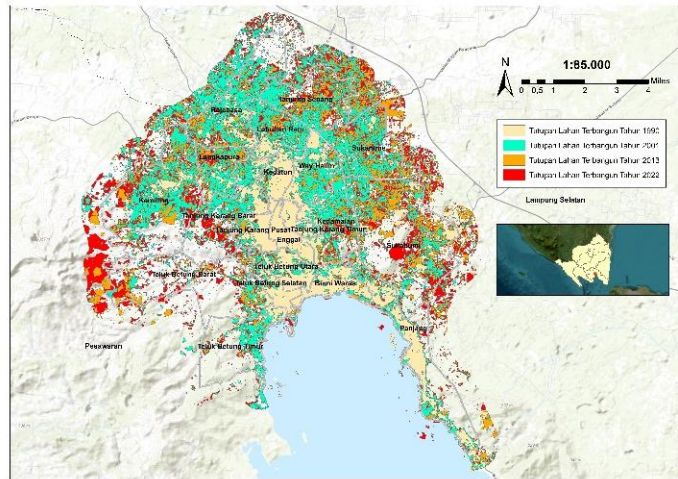 N
1:85.000
0 0,5 1 2 3 4
Miles
Tutupan Lahan Terbangun Tahun 1990
Tutupan Lahan Terbangun Tahun 2001
Tutupan Lahan Terbangun Tahun 2013
Tutupan Lahan Terbangun Tahun 2022
Lampung Selatan
Tanjung Senang
Rajabasa
Labuhan Ratu
Sukarame
Langkapura
Way Halim
Kedaton
Kemiling
Tanjung Karang Barat
Kedamaian
Tanjung Karang Pusat
Tanjung Karang Timur
Enggal
Sukabumi
Teluk Betung Utara
Teluk Betung Barat
Teluk Betung Selatan
Bumi Waras
Panjang
Pesawaran
Teluk Betung Timur